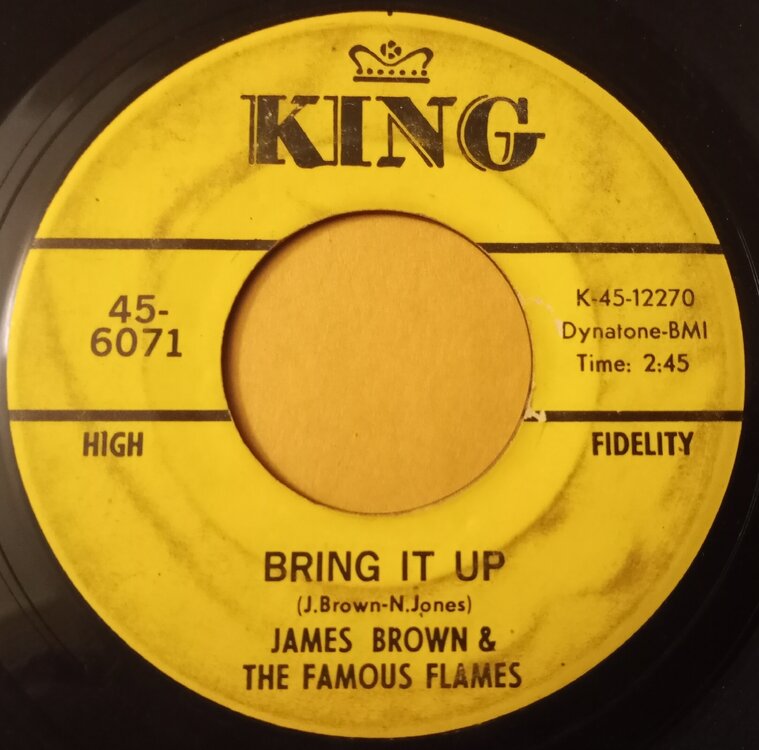 KING
45-
6071
K-45-12270
Dynatone-BMI
Time: 2:45
HIGH FIDELITY
BRING IT UP
(J.Brown-N.Jones)
JAMES BROWN &
THE FAMOUS FLAMES